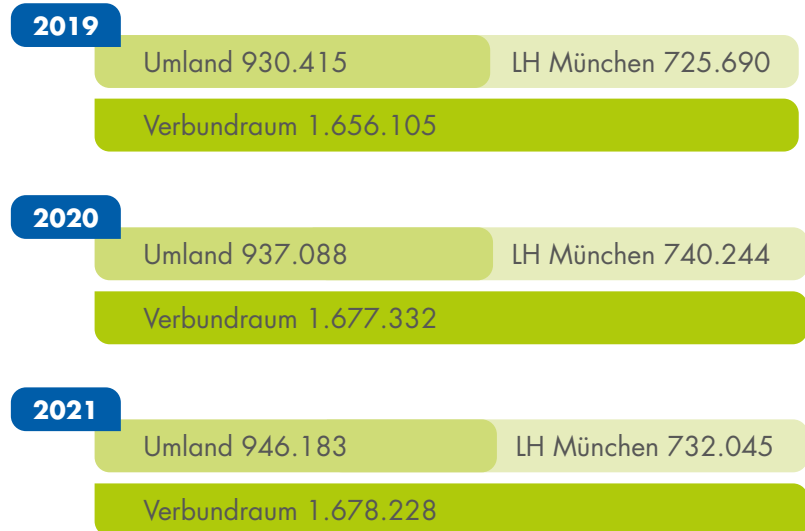 2019
Umland 930.415 LH München 725.690
Verbundraum 1.656.105
2020
Umland 937.088 LH München 740.244
Verbundraum 1.677.332
2021
Umland 946.183 LH München 732.045
Verbundraum 1.678.228